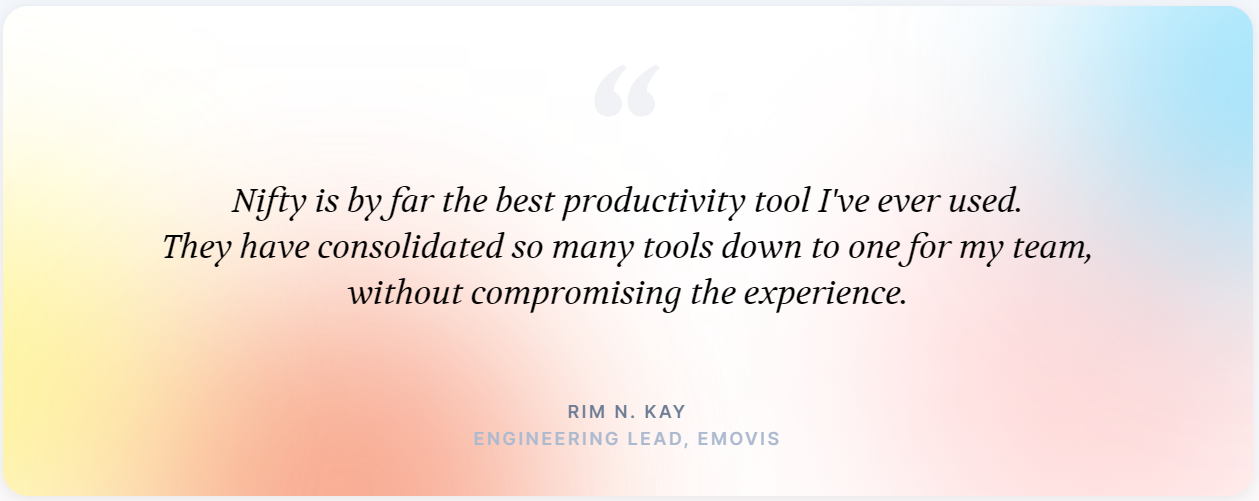 “
Nifty is by far the best productivity tool I've ever used.
They have consolidated so many tools down to one for my team,
without compromising the experience.
RIM N. KAY
ENGINEERING LEAD, EMOVIS